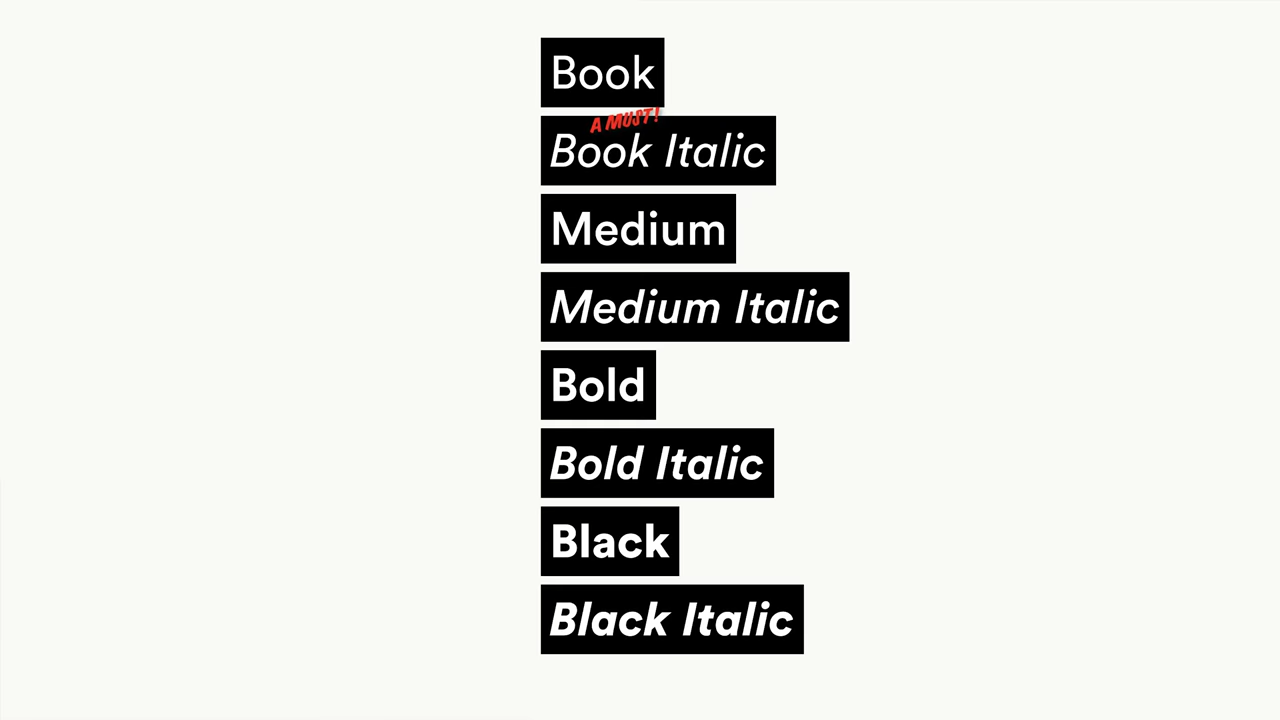 Book
A MUST!
Book Italic
Medium
Medium Italic
Bold
Bold Italic
Black
Black Italic